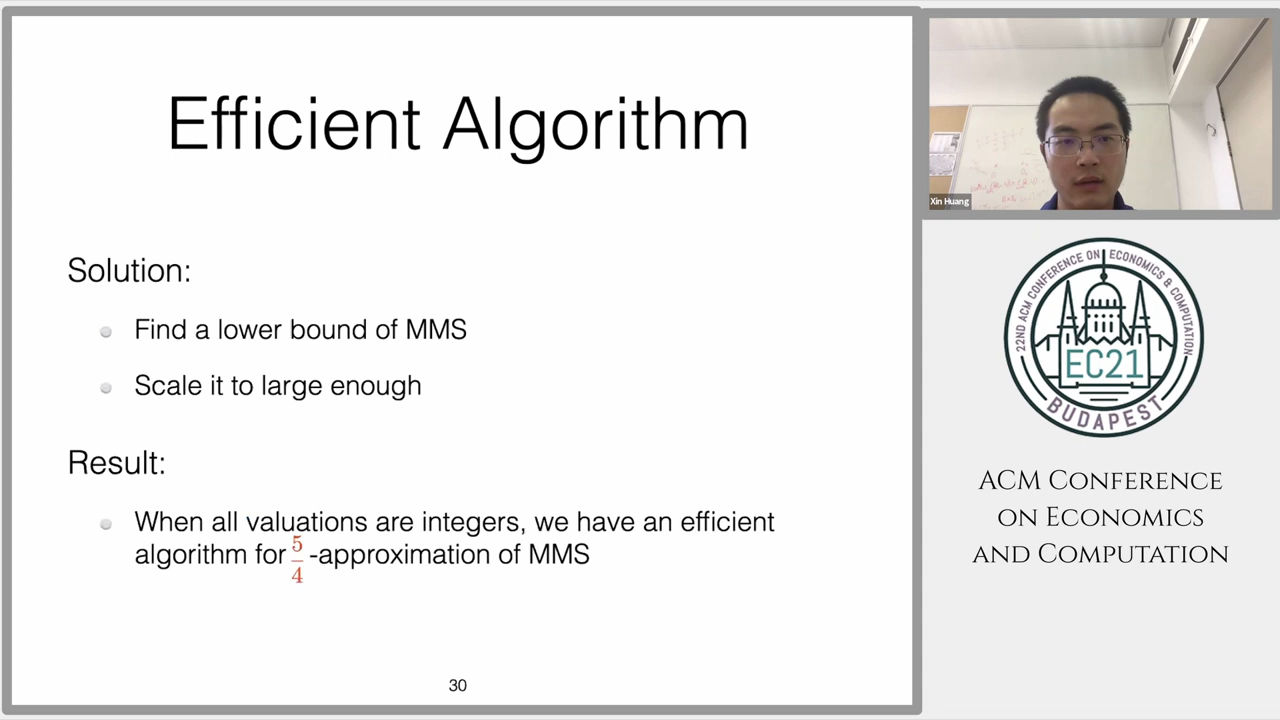 Efficient Algorithm
Solution:
Find a lower bound of MMS
Scale it to large enough
Result:
When all valuations are integers, we have an efficient
algorithm for 5/4 -approximation of MMS
30
Xin Huang
22ND ACM CONFERENCE ON ECONOMICS & COMPUTATION
EC21
BUDAPEST
ACM Conference
on Economics
and Computation